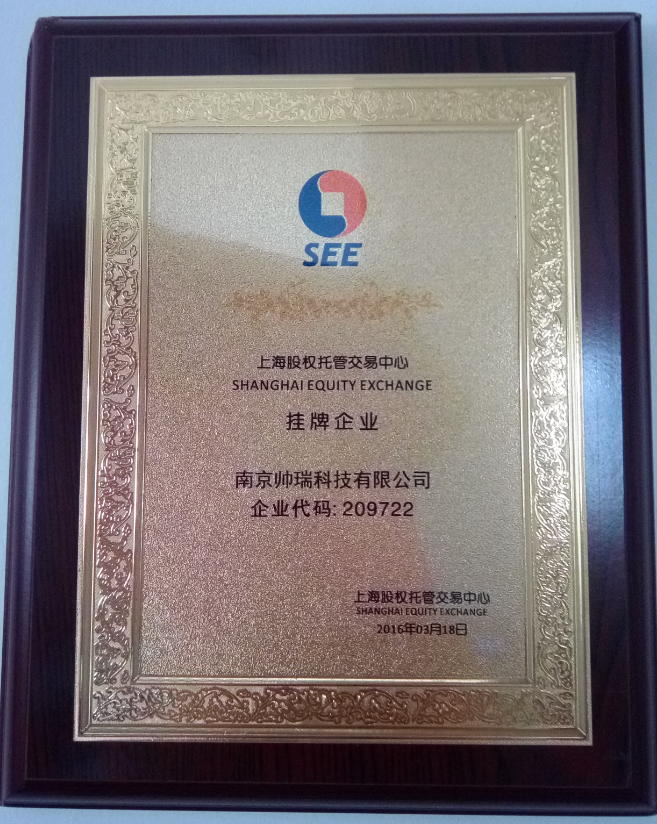 SEE
上海股权托管交易中心
SHANGHAI EQUITY EXCHANGE
挂牌企业
南京帅瑞科技有限公司
企业代码: 209722
上海股权托管交易中心
SHANGHAI EQUITY EXCHANGE
2016年03月18日